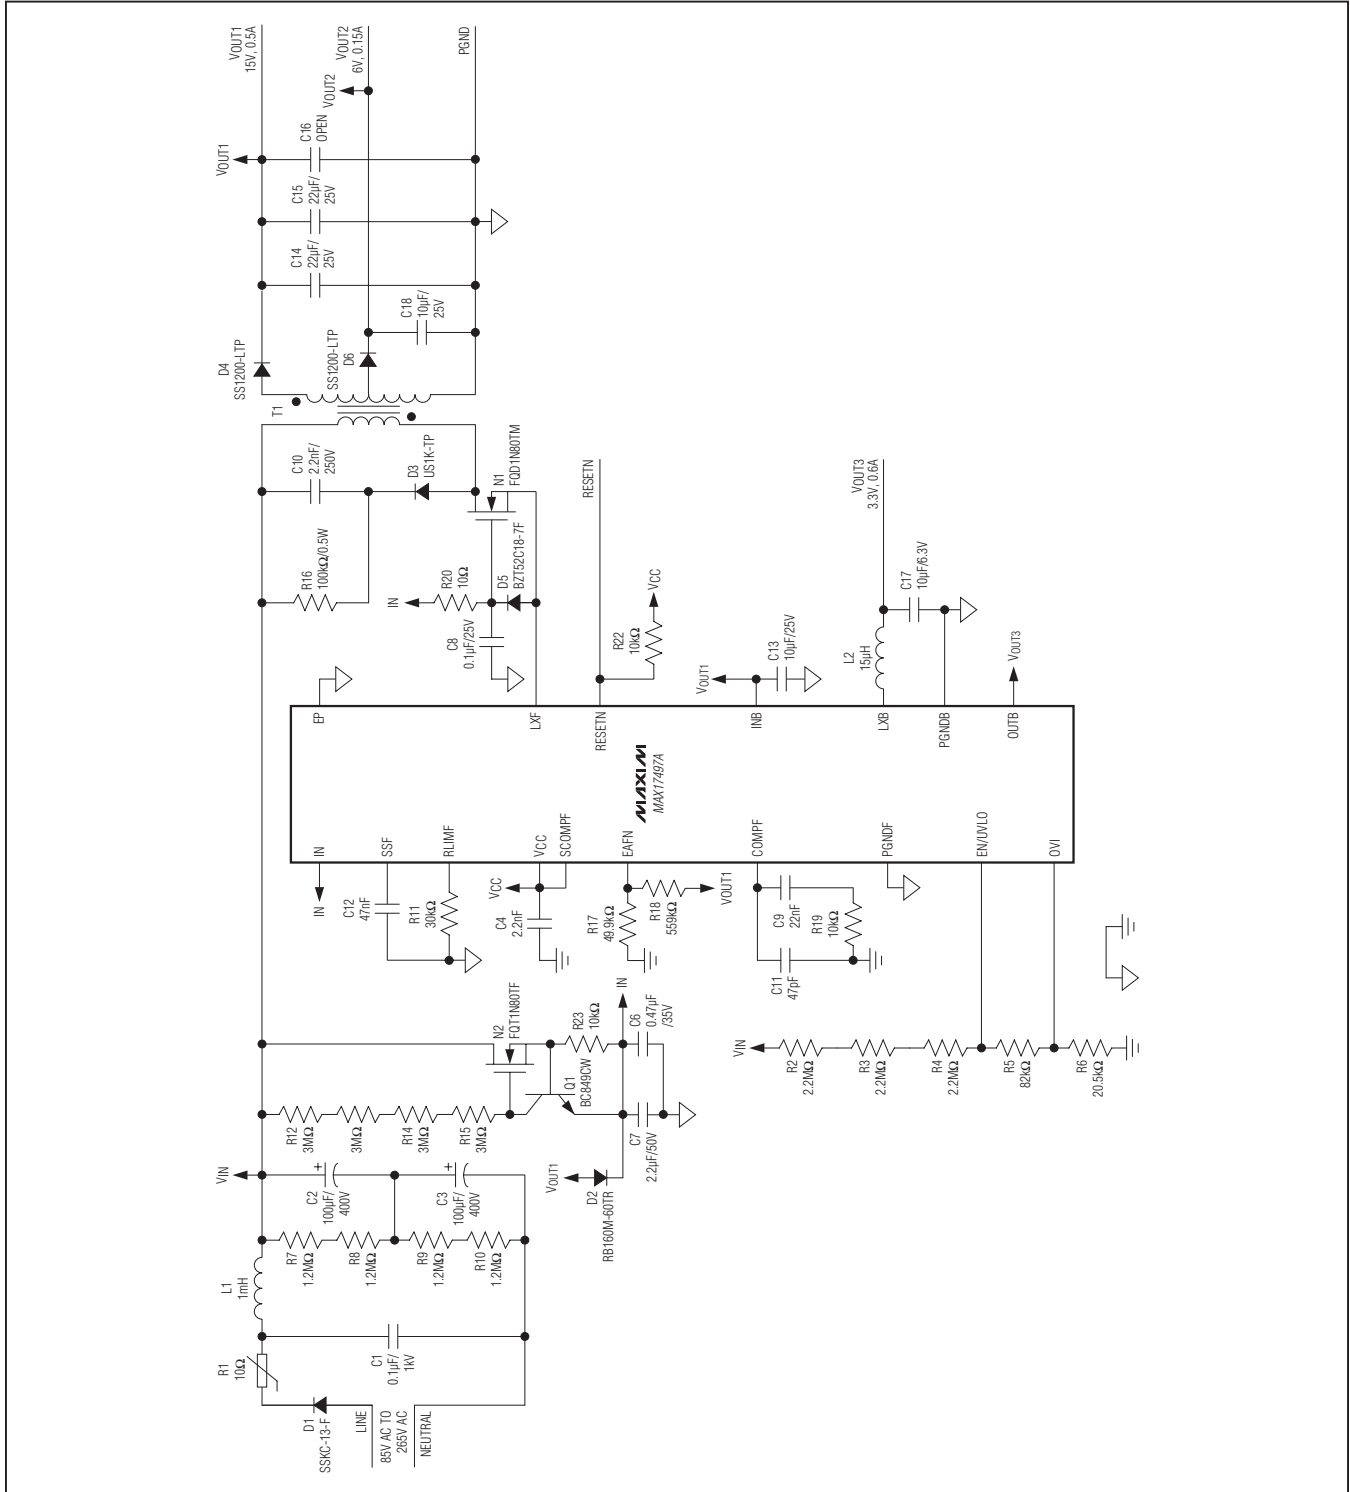 VOUT1
15V, 0.5A
VOUT2
6V, 0.15A
PGND
VOUT2
VOUT1
C16
OPEN
C15
22µF/
25V
C14
22µF/
25V
C18
10µF/
25V
D4
SS1200-LTP
SS1200-LTP
D6
T1
C10
2.2nF/
250V
D3
US1K-TP
N1
FQD1N80TM
R16
100kΩ/0.5W
IN
R20
10Ω
D5
BZT52C18-7F
C8
0.1µF/25V
RESETN
R22
10kΩ
VCC
VOUT1
C13
10µF/25V
VOUT3
3.3V, 0.6A
L2
15µH
C17
10µF/6.3V
VOUT3
EP
LXF
RESETN
INB
LXB
PGNDB
OUTB
MAXIM
MAX17497A
IN
SSF
RLIMF
VCC
SCOMPF
EAFN
COMPF
PGNDF
EN/UVLO
OVI
IN
C12
47nF
R11
30kΩ
VCC
C4
2.2nF
R17
49.9kΩ
R18
559kΩ
VOUT1
C9
22nF
R19
10kΩ
C11
47pF
N2
FQT1N80TF
R23
10kΩ
IN
C6
0.47µF
/35V
Q1
BC849CW
C7
2.2µF/50V
R12
3MΩ
3MΩ
R14
3MΩ
R15
3MΩ
VOUT1
D2
RB160M-60TR
VIN
R2
2.2MΩ
R3
2.2MΩ
R4
2.2MΩ
R5
82kΩ
R6
20.5kΩ
VIN
C2
100µF/
400V
C3
100µF/
400V
R7
1.2MΩ
R8
1.2MΩ
R9
1.2MΩ
R10
1.2MΩ
L1
1mH
C1
0.1µF/
1kV
R1
10Ω
D1
SSKC-13-F
LINE
85V AC TO
265V AC
NEUTRAL